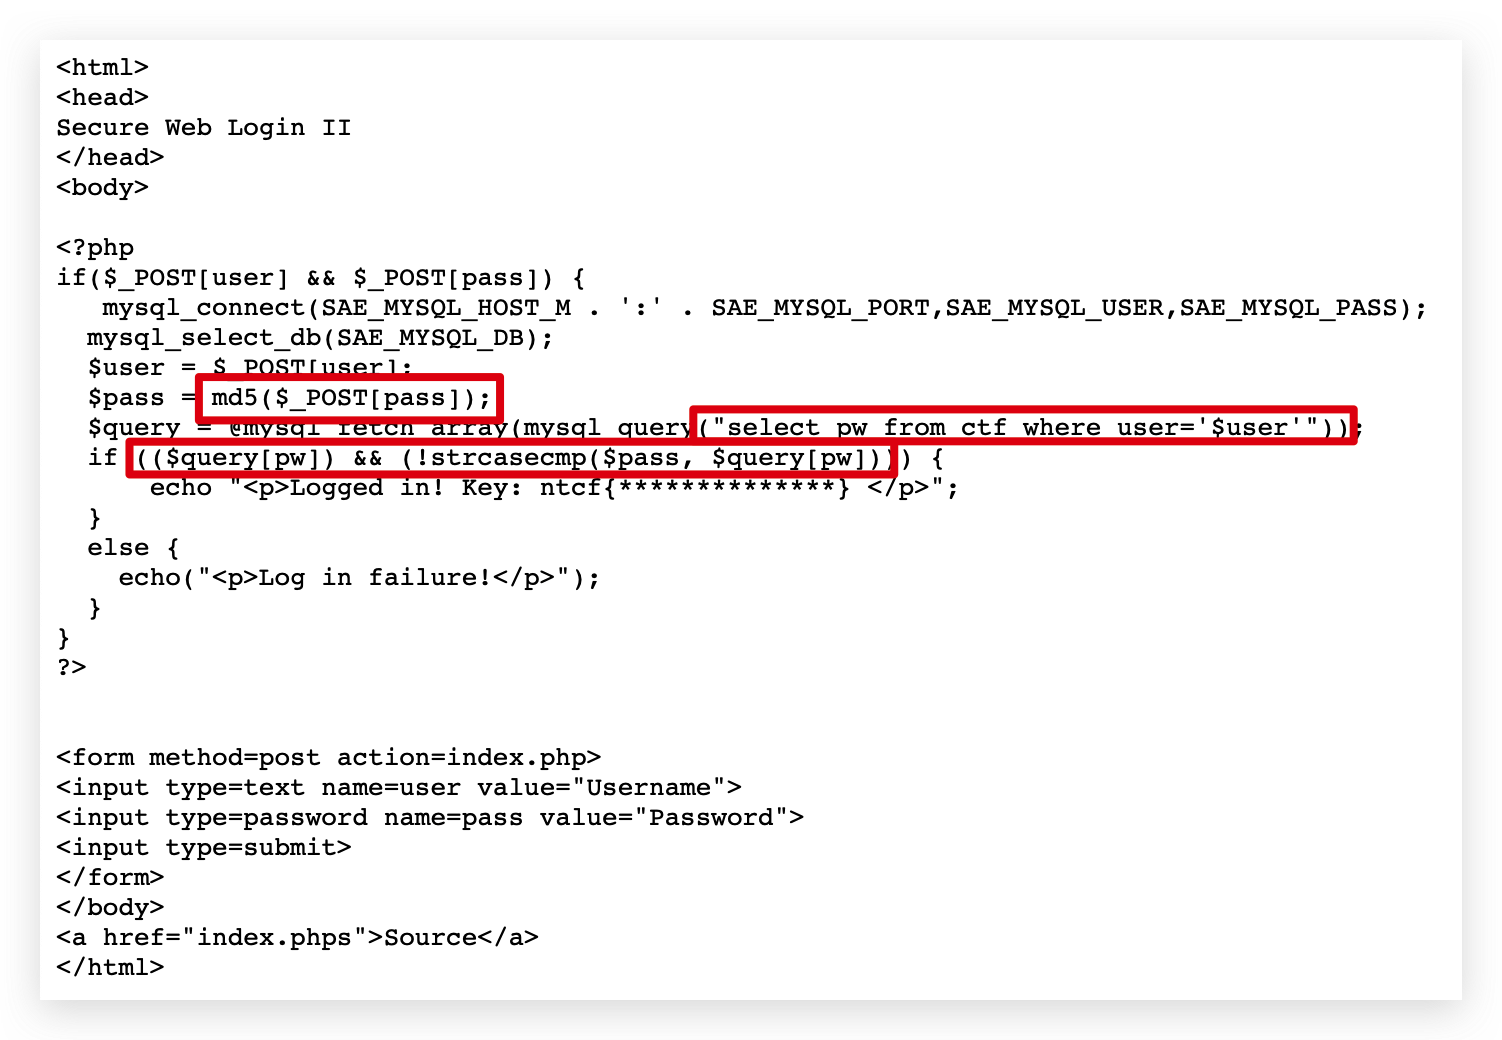 <html>
<head>
Secure Web Login II
</head>
<body>
<?php
if($_POST[user] && $_POST[pass]) {
mysql_connect(SAE_MYSQL_HOST_M . ':' . SAE_MYSQL_PORT,SAE_MYSQL_USER,SAE_MYSQL_PASS);
mysql_select_db(SAE_MYSQL_DB);
$user = $_POST[user];
$pass = md5($_POST[pass]);
$query = @mysql_fetch_array(mysql_query("select pw from ctf where user='$user'"));
if (($query[pw]) && (!strcasecmp($pass, $query[pw]))) {
echo "<p>Logged in! Key: ntcf{**************} </p>";
}
else {
echo("<p>Log in failure!</p>");
}
}
?>
<form method=post action=index.php>
<input type=text name=user value="Username">
<input type=password name=pass value="Password">
<input type=submit>
</form>
</body>
<a href="index.phps">Source</a>
</html>